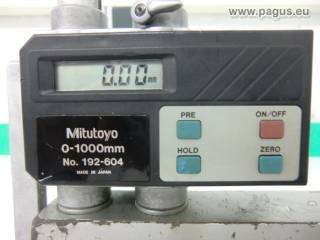 www.pagus.eu
0.00 mm
PRE
ON/OFF
Mitutoyo
0-1000mm
No. 192-604
MADE IN JAPAN
HOLD
ZERO